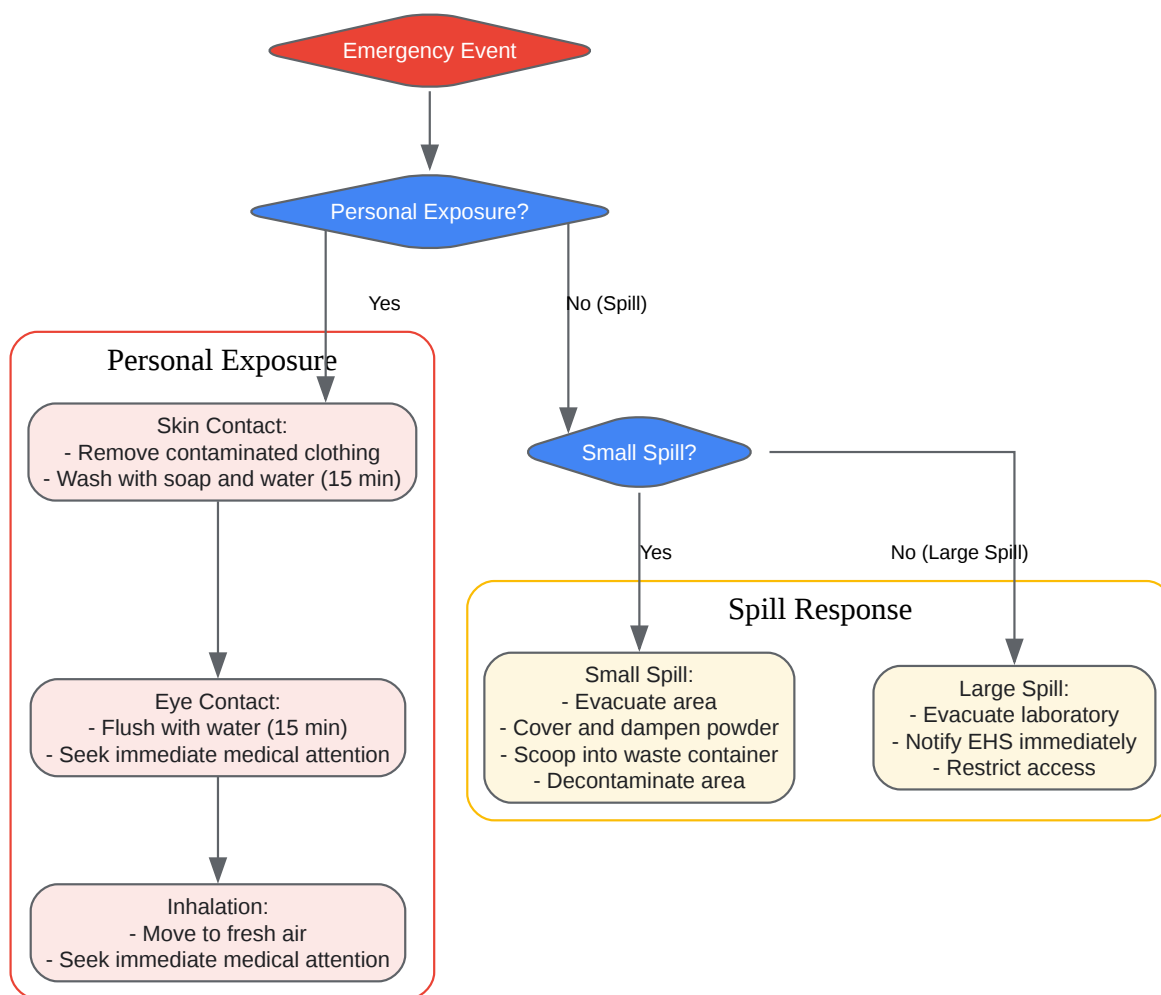 Emergency Event
Personal Exposure?
Yes
No (Spill)
Personal Exposure
Skin Contact:
- Remove contaminated clothing
- Wash with soap and water (15 min)
Small Spill?
Yes
No (Large Spill)
Spill Response
Small Spill:
- Evacuate area
- Cover and dampen powder
- Scoop into waste container
- Decontaminate area
Large Spill:
- Evacuate laboratory
- Notify EHS immediately
- Restrict access
Eye Contact:
- Flush with water (15 min)
- Seek immediate medical attention
Inhalation:
- Move to fresh air
- Seek immediate medical attention